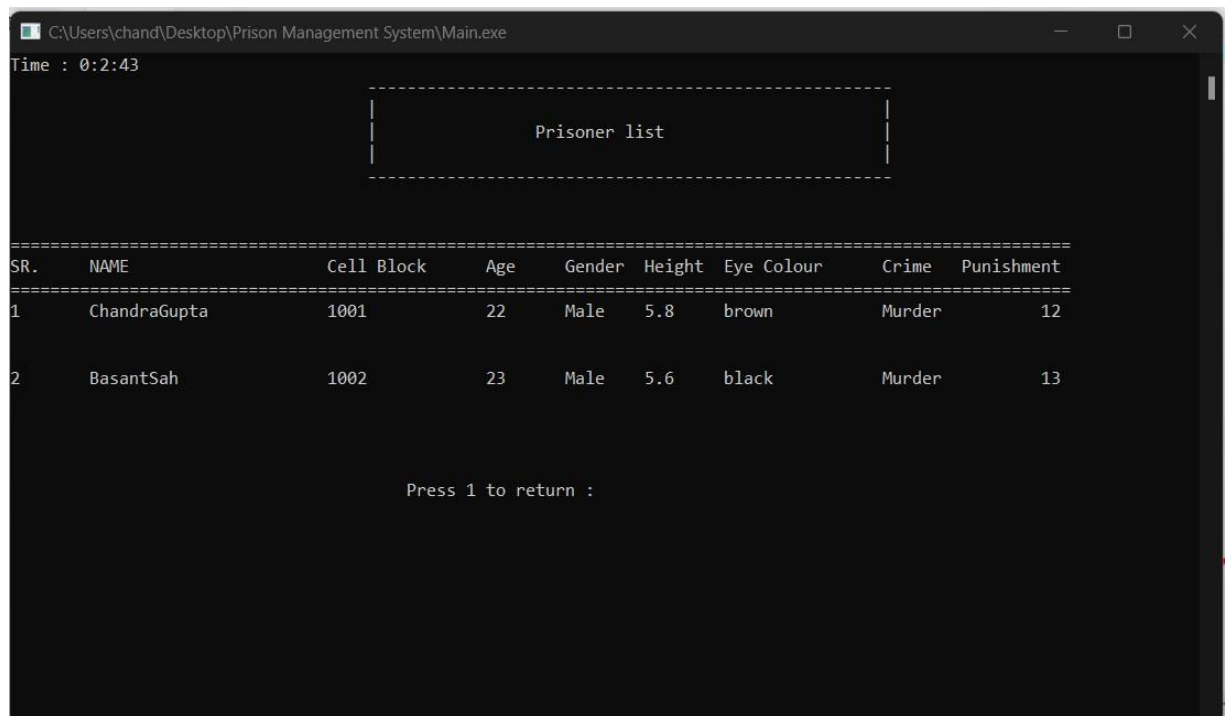 C:\Users\chand\Desktop\Prison Management System\Main.exe
Time : 0:2:43
Prisoner list
SR. NAME Cell Block Age Gender Height Eye Colour Crime Punishment
1 ChandraGupta 1001 22 Male 5.8 brown Murder 12
2 BasantSah 1002 23 Male 5.6 black Murder 13
Press 1 to return :